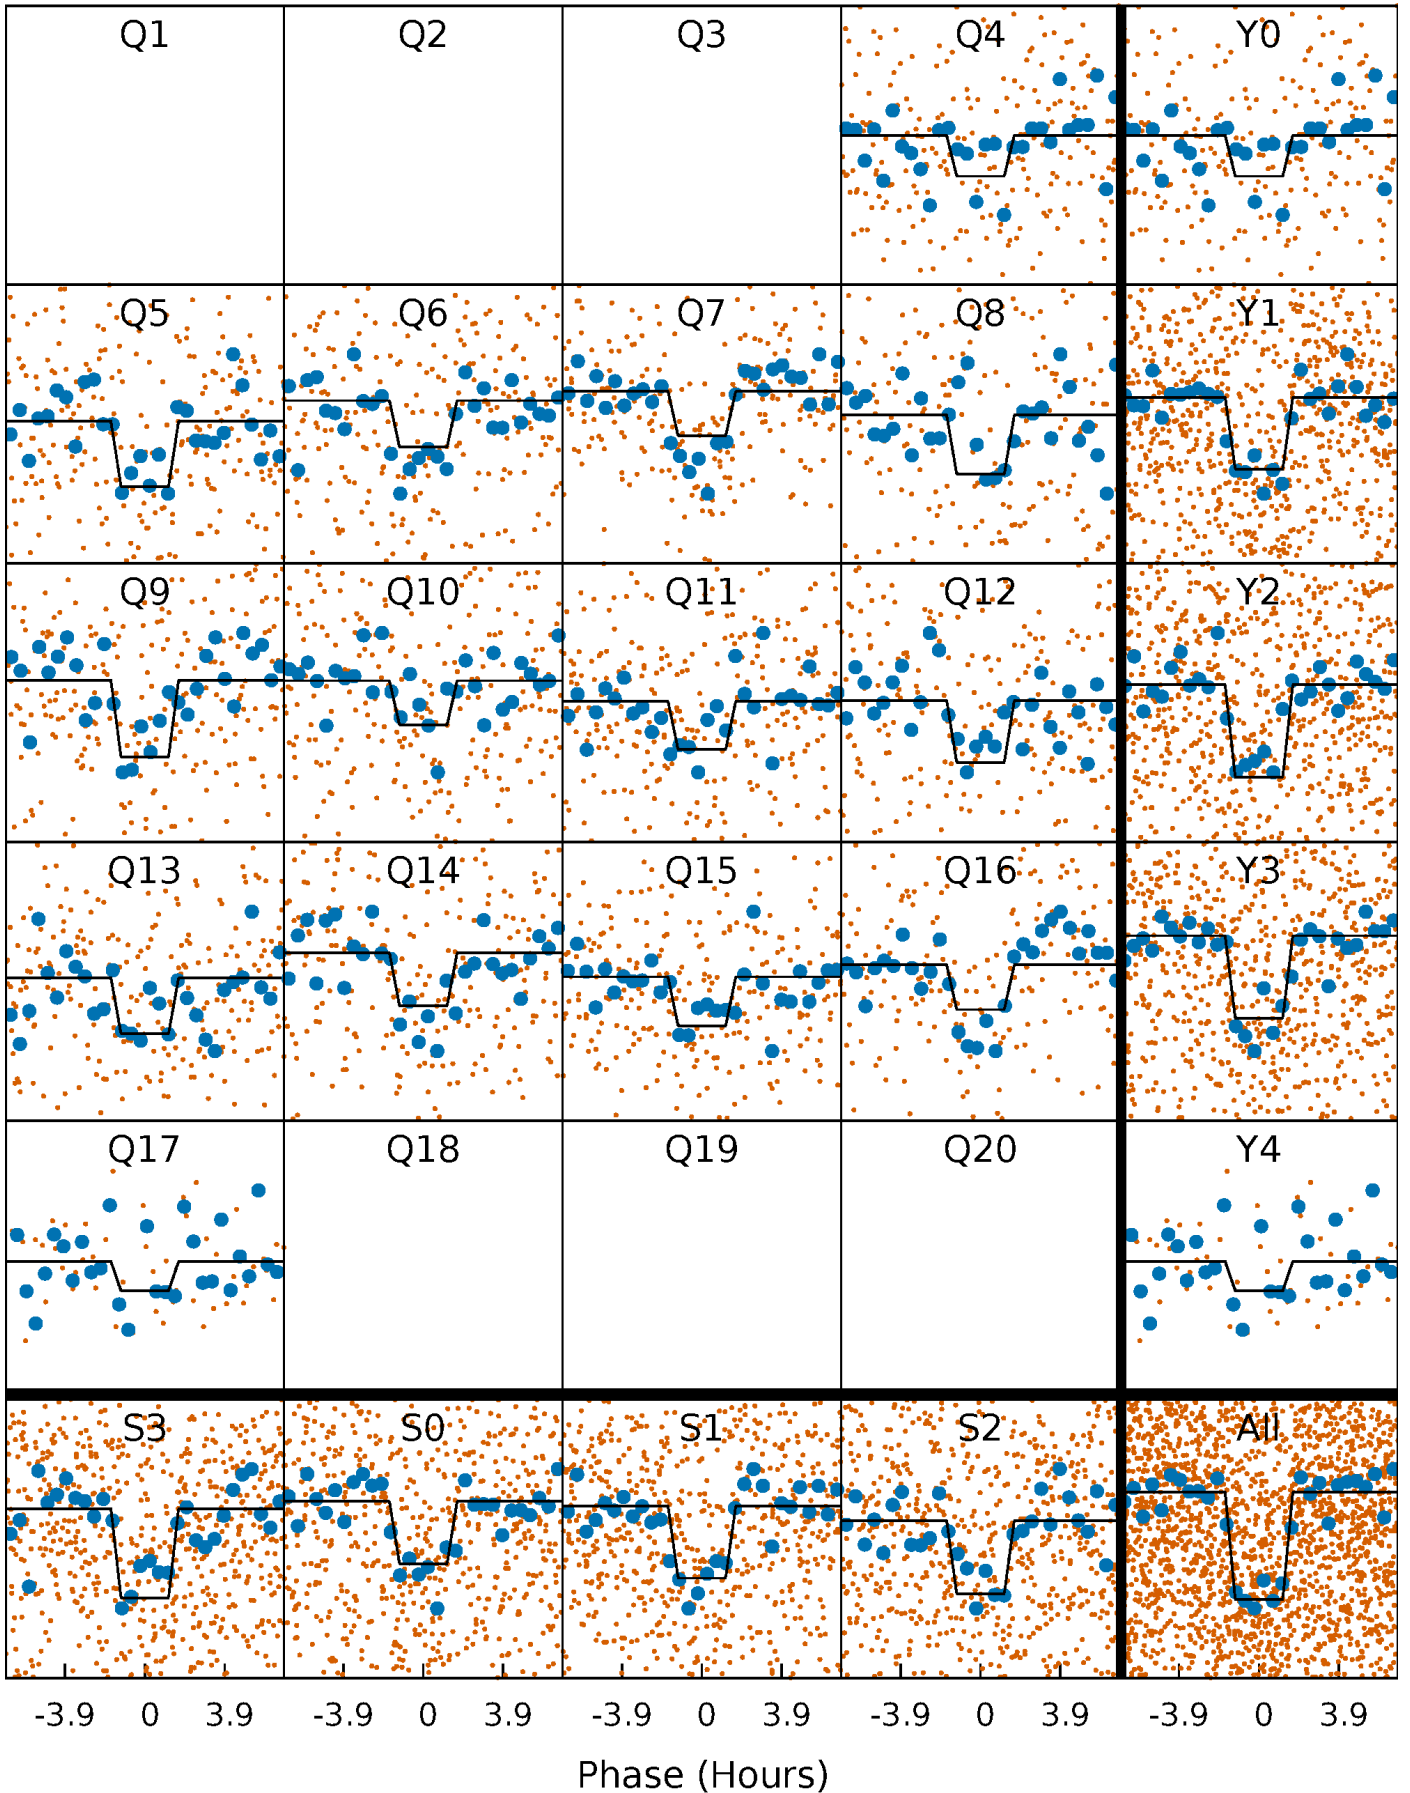 Q1 Q2 Q3 Q4 Y0
Q5 Q6 Q7 Q8 Y1
Q9 Q10 Q11 Q12 Y2
Q13 Q14 Q15 Q16 Y3
Q17 Q18 Q19 Q20 Y4
S3 S0 S1 S2 All
-3.9 0 3.9 -3.9 0 3.9 -3.9 0 3.9 -3.9 0 3.9 -3.9 0 3.9
Phase (Hours)